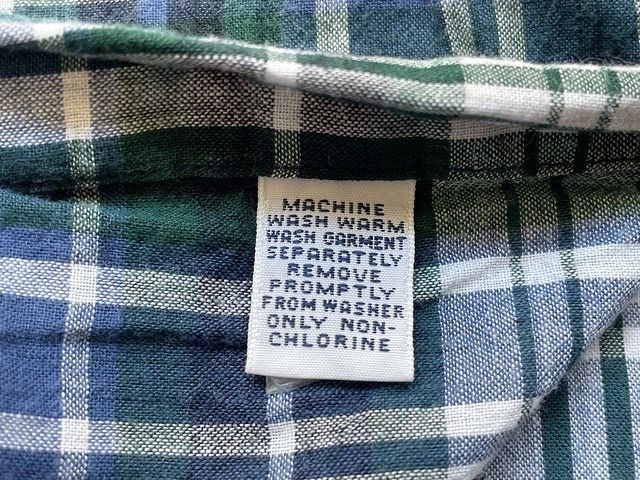 MACHINE
WASH WARM
WASH GARMENT
SEPARATELY
REMOVE
PROMPTLY
FROM WASHER
ONLY NON-
CHLORINE